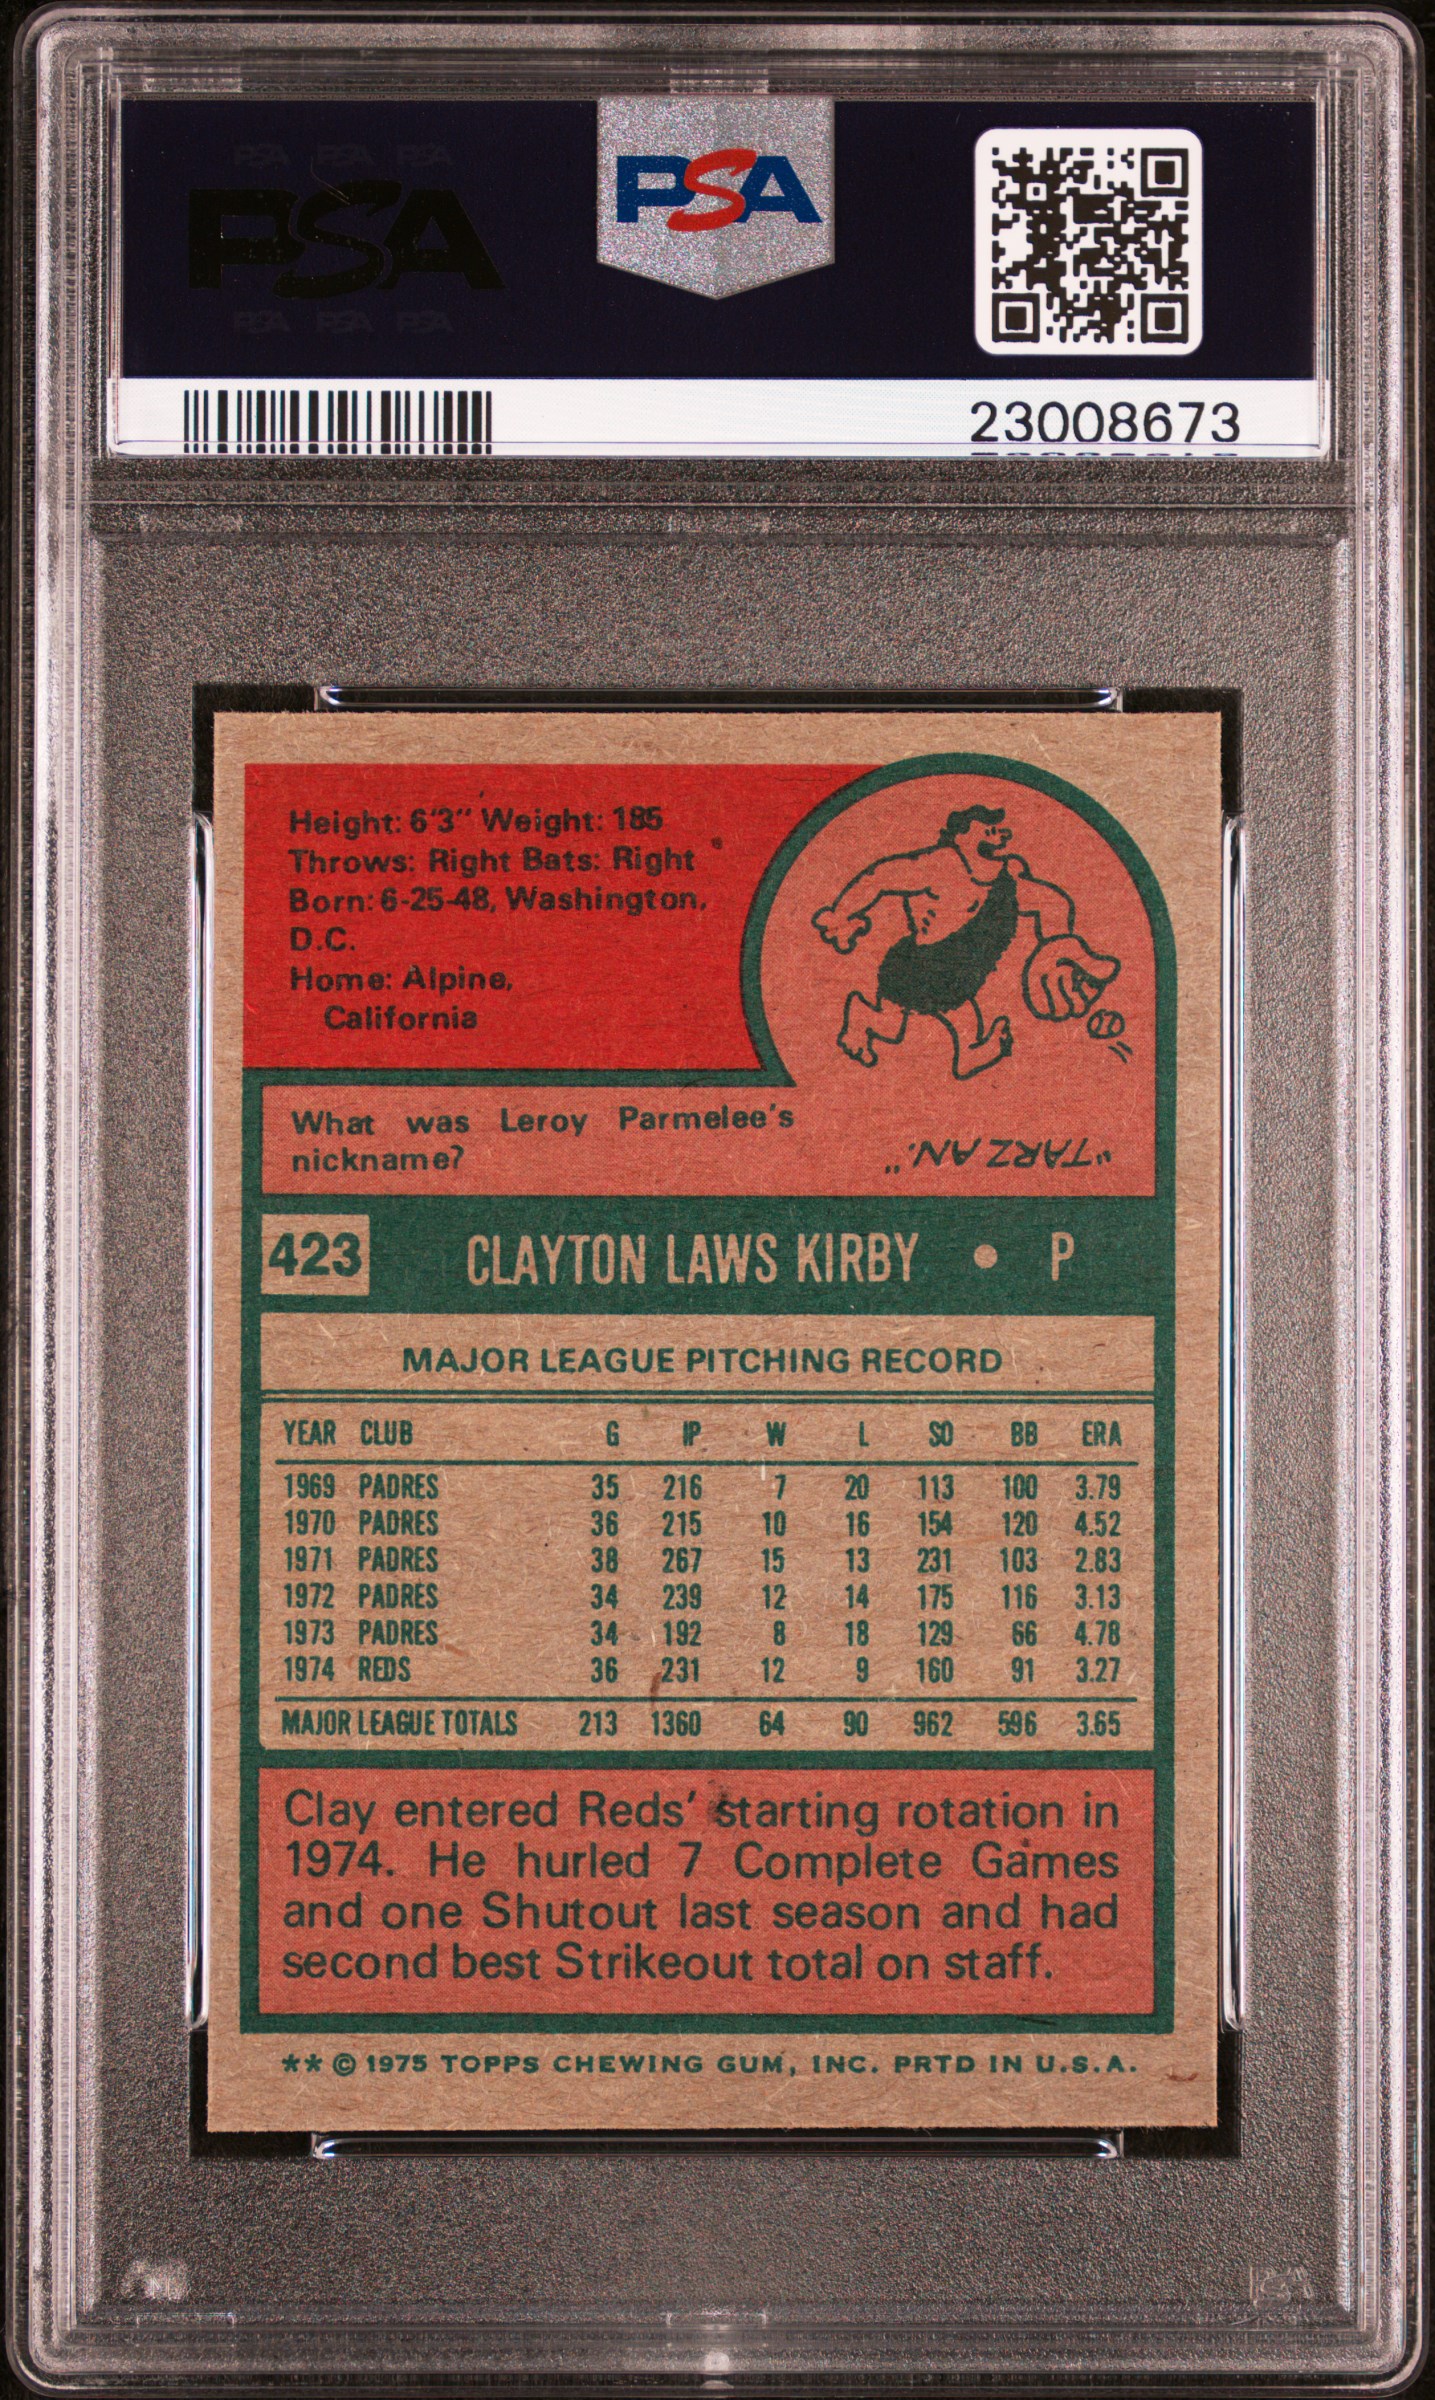 PSA PSA PSA
PSA
PSA PSA PSA
PSA
23008673
Height: 6'3" Weight: 185
Throws: Right Bats: Right
Born: 6-25-48, Washington,
D.C.
Home: Alpine,
California
What was Leroy Parmelee's
nickname?
"TARZAN."
423 CLAYTON LAWS KIRBY • P
MAJOR LEAGUE PITCHING RECORD
YEAR CLUB G IP W L SO BB ERA
1969 PADRES 35 216 7 20 113 100 3.79
1970 PADRES 36 215 10 16 154 120 4.52
1971 PADRES 38 267 15 13 231 103 2.83
1972 PADRES 34 239 12 14 175 116 3.13
1973 PADRES 34 192 8 18 129 66 4.78
1974 REDS 36 231 12 9 160 91 3.27
MAJOR LEAGUE TOTALS 213 1360 64 90 962 596 3.65
Clay entered Reds' starting rotation in
1974. He hurled 7 Complete Games
and one Shutout last season and had
second best Strikeout total on staff.
** © 1975 TOPPS CHEWING GUM, INC. PRTD IN U.S.A.
PSA